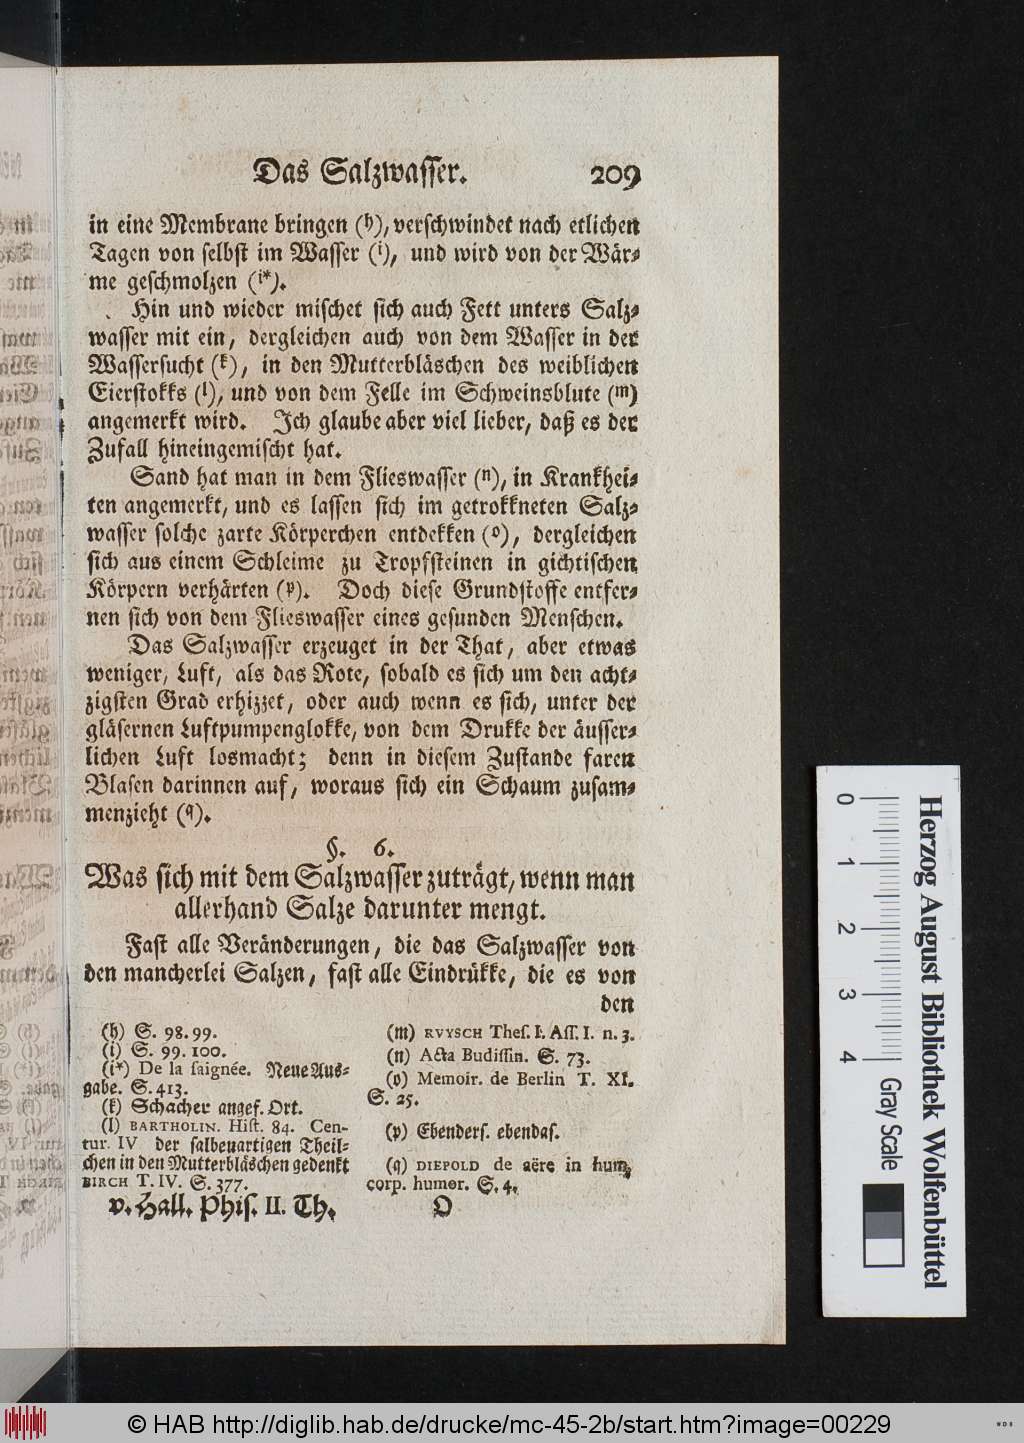 Das Salzwasser. 209
in eine Membrane bringen (h), verschwindet nach etlichen
Tagen von selbst im Wasser (i), und wird von der Wär-
me geschmolzen (i*).
Hin und wieder mischet sich auch Fett unters Salz-
wasser mit ein, dergleichen auch von dem Wasser in der
Wassersucht (k), in den Mutterbläschen des weiblichen
Eierstokks (l), und von dem Felle im Schweinsblute (m)
angemerkt wird. Ich glaube aber viel lieber, daß es der
Zufall hineingemischt hat.
Sand hat man in dem Flieswasser (n), in Krankhei-
ten angemerkt, und es lassen sich im getrokkneten Salz-
wasser solche zarte Körperchen entdekken (o), dergleichen
sich aus einem Schleime zu Tropfsteinen in gichtischen
Körpern verhärten (p). Doch diese Grundstoffe entfer-
nen sich von dem Flieswasser eines gesunden Menschen.
Das Salzwasser erzeuget in der That, aber etwas
weniger, Luft, als das Rote, sobald es sich um den acht-
zigsten Grad erhizzet, oder auch wenn es sich, unter der
gläsernen Luftpumpenglokke, von dem Drukke der äusser-
lichen Luft losmacht; denn in diesem Zustande faren
Blasen darinnen auf, woraus sich ein Schaum zusam-
menzieht (q).
§. 6.
Was sich mit dem Salzwasser zuträgt, wenn man
allerhand Salze darunter mengt.
Fast alle Veränderungen, die das Salzwasser von
den mancherlei Salzen, fast alle Eindrükke, die es von
den
(h) S. 98. 99.
(i) S. 99. 100.
(i*) De la saignée. Neue Aus-
gabe. S. 413.
(k) Schacher angef. Ort.
(l) BARTHOLIN. Hist. 84. Cen-
tur. IV der salbenartigen Theil-
chen in den Mutterbläschen gedenkt
BIRCH T. IV. S. 377.
(m) RVYSCH Thes. I. Ass. I. n. 3.
(n) Acta Budissin. S. 73.
(o) Memoir. de Berlin T. XI.
S. 25.
(p) Ebenders. ebendas.
(q) DIEPOLD de aëre in hum.
corp. humor. S. 4.
v. Hall. Phis. II. Th. O
0 1 2 3 4
Herzog August Bibliothek Wolfenbüttel
Gray Scale
© HAB http://diglib.hab.de/drucke/mc-45-2b/start.htm?image=00229